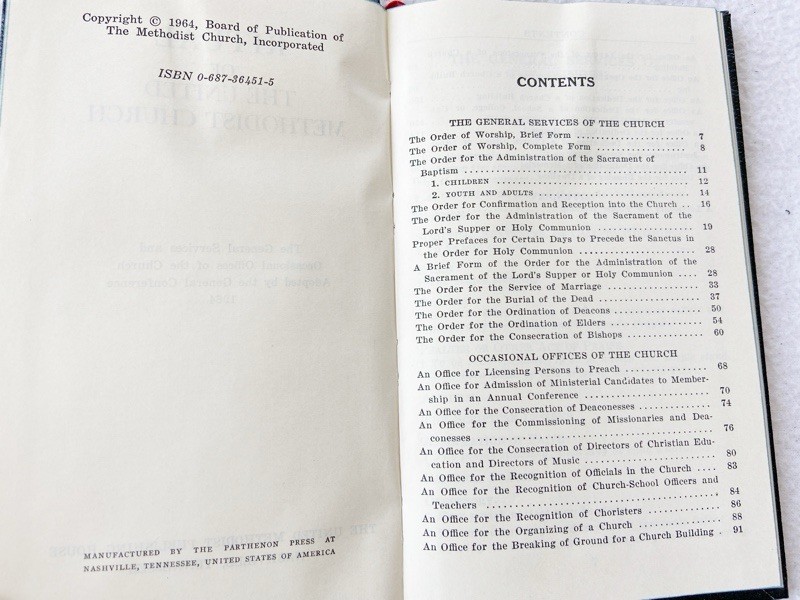 Copyright © 1964, Board of Publication of
The Methodist Church, Incorporated
ISBN 0-687-36451-5
MANUFACTURED BY THE PARTHENON PRESS AT
NASHVILLE, TENNESSEE, UNITED STATES OF AMERICA
CONTENTS
THE GENERAL SERVICES OF THE CHURCH
The Order of Worship, Brief Form .................... 7
The Order of Worship, Complete Form ................. 8
The Order for the Administration of the Sacrament of
Baptism ........................................ 11
1. CHILDREN .................................... 12
2. YOUTH AND ADULTS ............................ 14
The Order for Confirmation and Reception into the Church .. 16
The Order for the Administration of the Sacrament of the
Lord's Supper or Holy Communion .................. 19
Proper Prefaces for Certain Days to Precede the Sanctus in
the Order for Holy Communion ..................... 28
A Brief Form of the Order for the Administration of the
Sacrament of the Lord's Supper or Holy Communion .... 28
The Order for the Service of Marriage ................. 33
The Order for the Burial of the Dead .................. 37
The Order for the Ordination of Deacons ............... 50
The Order for the Ordination of Elders ................ 54
The Order for the Consecration of Bishops ............. 60
OCCASIONAL OFFICES OF THE CHURCH
An Office for Licensing Persons to Preach .............. 68
An Office for Admission of Ministerial Candidates to Member-
ship in an Annual Conference ...................... 70
An Office for the Consecration of Deaconesses ........... 74
An Office for the Commissioning of Missionaries and Dea-
conesses ........................................ 76
An Office for the Consecration of Directors of Christian Edu-
cation and Directors of Music ..................... 80
An Office for the Recognition of Officials in the Church .... 83
An Office for the Recognition of Church-School Officers and
Teachers ........................................ 84
An Office for the Recognition of Choristers ............. 86
An Office for the Organizing of a Church ............... 88
An Office for the Breaking of Ground for a Church Building . 91